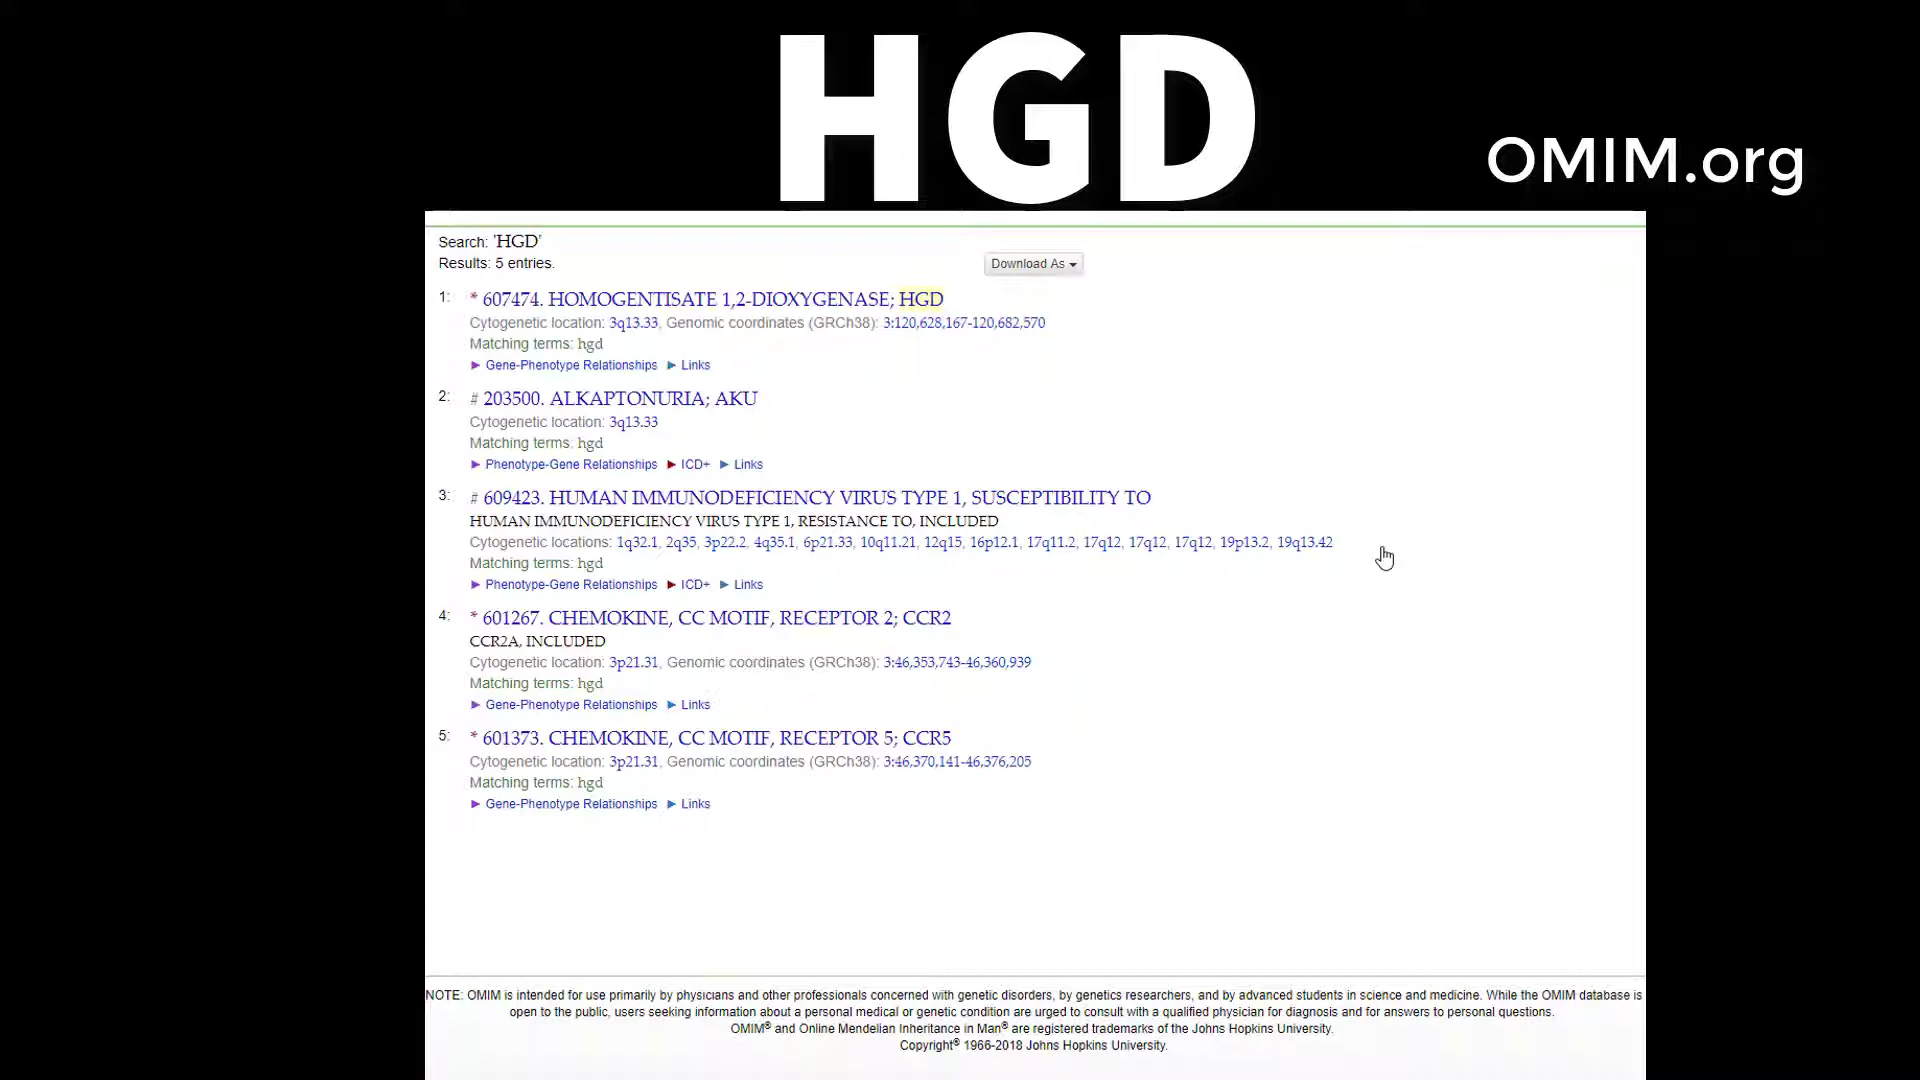 HGD
OMIM.org
Search: 'HGD'
Results: 5 entries.
Download As
1: * 607474. HOMOGENTISATE 1,2-DIOXYGENASE; HGD
Cytogenetic location: 3q13.33, Genomic coordinates (GRCh38): 3:120,628,167-120,682,570
Matching terms: hgd
Gene-Phenotype Relationships Links
2: # 203500. ALKAPTONURIA; AKU
Cytogenetic location: 3q13.33
Matching terms: hgd
Phenotype-Gene Relationships ICD+ Links
3: # 609423. HUMAN IMMUNODEFICIENCY VIRUS TYPE 1, SUSCEPTIBILITY TO
HUMAN IMMUNODEFICIENCY VIRUS TYPE 1, RESISTANCE TO, INCLUDED
Cytogenetic locations: 1q32.1, 2q35, 3p22.2, 4q35.1, 6p21.33, 10q11.21, 12q15, 16p12.1, 17q11.2, 17q12, 17q12, 17q12, 19p13.2, 19q13.42
Matching terms: hgd
Phenotype-Gene Relationships ICD+ Links
4: * 601267. CHEMOKINE, CC MOTIF, RECEPTOR 2; CCR2
CCR2A, INCLUDED
Cytogenetic location: 3p21.31, Genomic coordinates (GRCh38): 3:46,353,743-46,360,939
Matching terms: hgd
Gene-Phenotype Relationships Links
5: * 601373. CHEMOKINE, CC MOTIF, RECEPTOR 5; CCR5
Cytogenetic location: 3p21.31, Genomic coordinates (GRCh38): 3:46,370,141-46,376,205
Matching terms: hgd
Gene-Phenotype Relationships Links
NOTE: OMIM is intended for use primarily by physicians and other professionals concerned with genetic disorders, by genetics researchers, and by advanced students in science and medicine. While the OMIM database is
open to the public, users seeking information about a personal medical or genetic condition are urged to consult with a qualified physician for diagnosis and for answers to personal questions.
OMIM® and Online Mendelian Inheritance in Man® are registered trademarks of the Johns Hopkins University.
Copyright® 1966-2018 Johns Hopkins University.